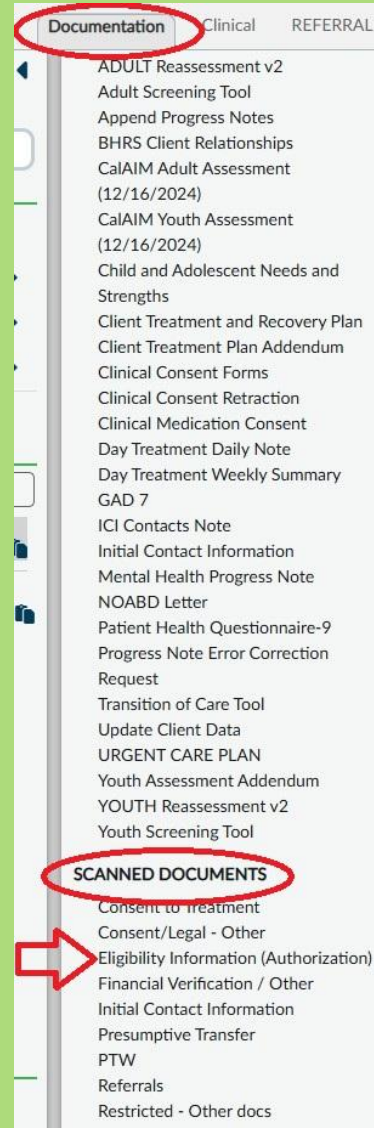 Documentation Clinical REFERRAL
ADULT Reassessment v2
Adult Screening Tool
Append Progress Notes
BHRS Client Relationships
CalAIM Adult Assessment
(12/16/2024)
CalAIM Youth Assessment
(12/16/2024)
Child and Adolescent Needs and
Strengths
Client Treatment and Recovery Plan
Client Treatment Plan Addendum
Clinical Consent Forms
Clinical Consent Retraction
Clinical Medication Consent
Day Treatment Daily Note
Day Treatment Weekly Summary
GAD 7
ICI Contacts Note
Initial Contact Information
Mental Health Progress Note
NOABD Letter
Patient Health Questionnaire-9
Progress Note Error Correction
Request
Transition of Care Tool
Update Client Data
URGENT CARE PLAN
Youth Assessment Addendum
YOUTH Reassessment v2
Youth Screening Tool
SCANNED DOCUMENTS
Consent to Treatment
Consent/Legal - Other
Eligibility Information (Authorization)
Financial Verification / Other
Initial Contact Information
Presumptive Transfer
PTW
Referrals
Restricted - Other docs